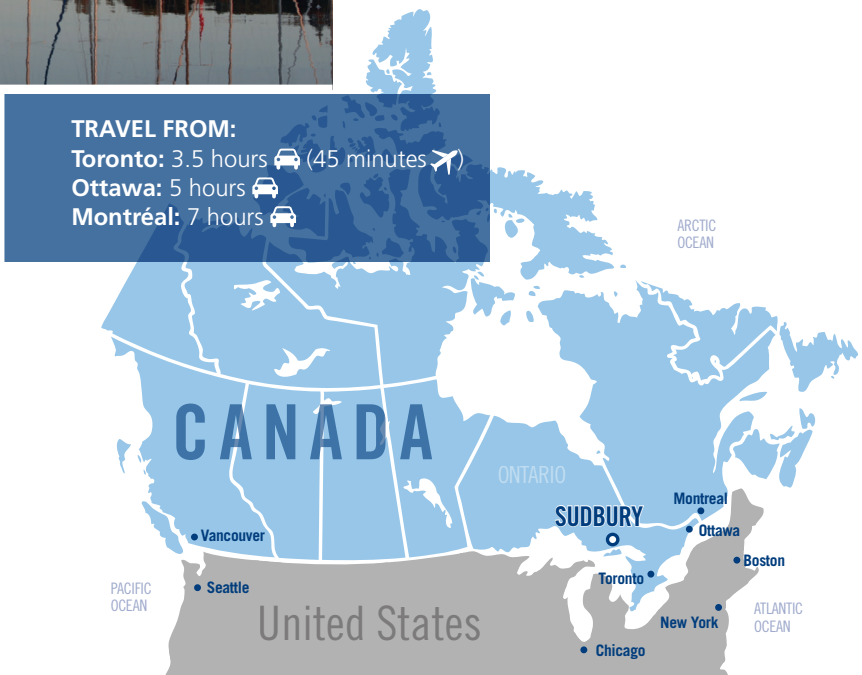 TRAVEL FROM:
Toronto: 3.5 hours (45 minutes)
Ottawa: 5 hours
Montréal: 7 hours
ARCTIC
OCEAN
CANADA
ONTARIO
SUDBURY
Montreal
Ottawa
Vancouver
Boston
Toronto
Seattle
PACIFIC
OCEAN
United States
New York
ATLANTIC
OCEAN
Chicago